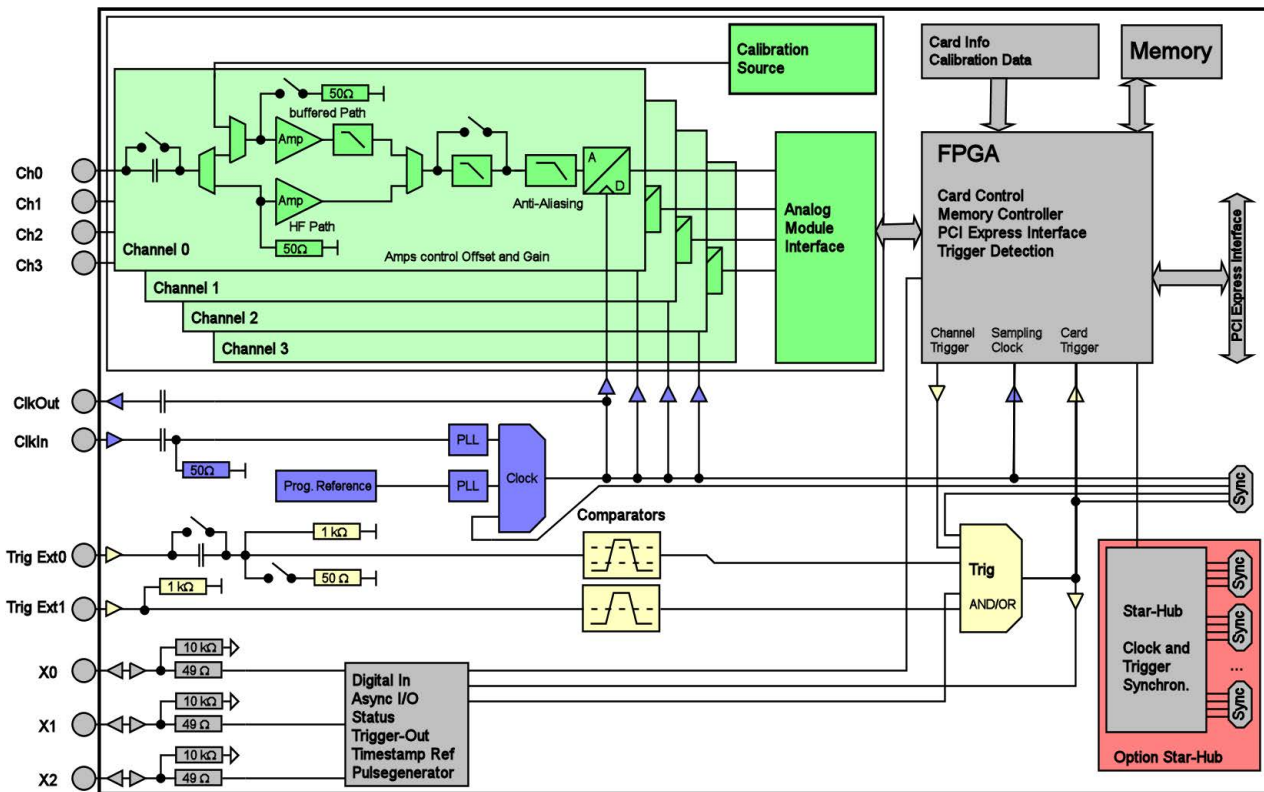 Calibration
Source
Card Info
Calibration Data
Memory
50Ω
buffered Path
Amp
Amp
HF Path
50Ω
A
D
Anti-Aliasing
Amps control Offset and Gain
Channel 0
Channel 1
Channel 2
Channel 3
Ch0
Ch1
Ch2
Ch3
Analog
Module
Interface
FPGA
Card Control
Memory Controller
PCI Express Interface
Trigger Detection
Channel
Trigger
Sampling
Clock
Card
Trigger
PCI Express Interface
ClkOut
ClkIn
50Ω
PLL
Prog. Reference
PLL
Clock
Sync
Comparators
Trig Ext0
1 kΩ
50 Ω
Trig Ext1
1 kΩ
Trig
AND/OR
X0
10 kΩ
49 Ω
X1
10 kΩ
49 Ω
X2
10 kΩ
49 Ω
Digital In
Async I/O
Status
Trigger-Out
Timestamp Ref
Pulsegenerator
Star-Hub
Clock and
Trigger
Synchron.
Sync
Sync
...
Sync
Option Star-Hub